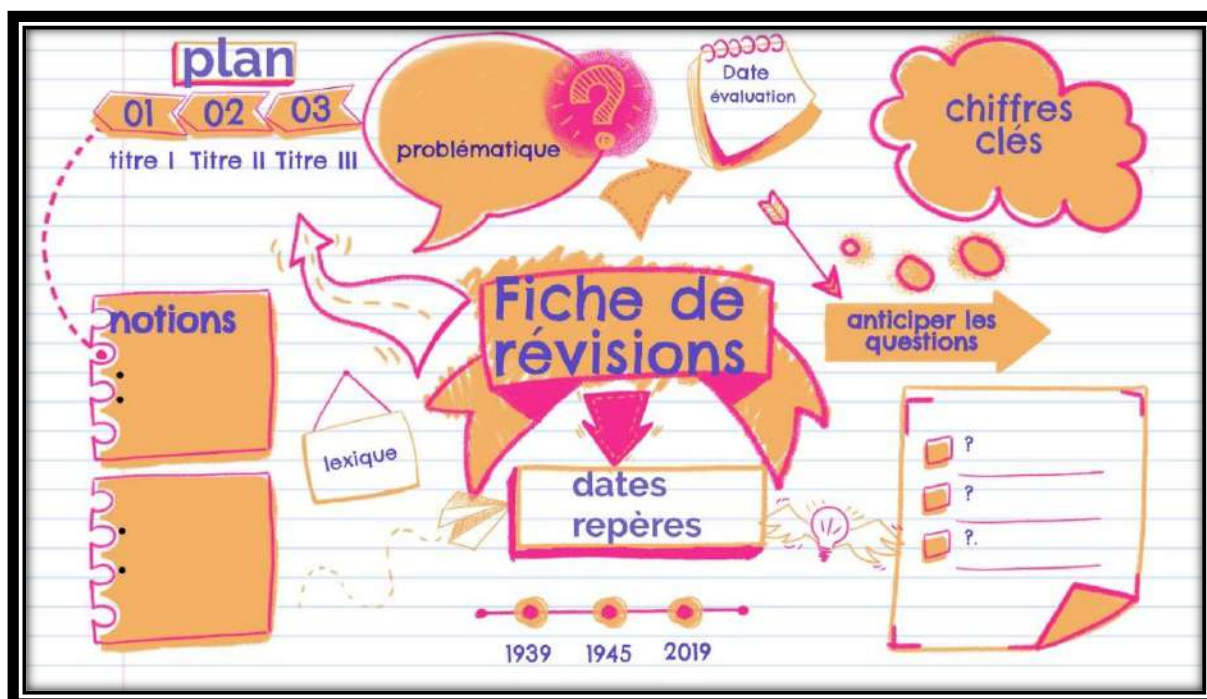 plan
01 02 03
titre I Titre II Titre III
problématique
?
Date
évaluation
chiffres
clés
notions
Fiche de
révisions
anticiper les
questions
lexique
dates
repères
?
?
?.
1939 1945 2019